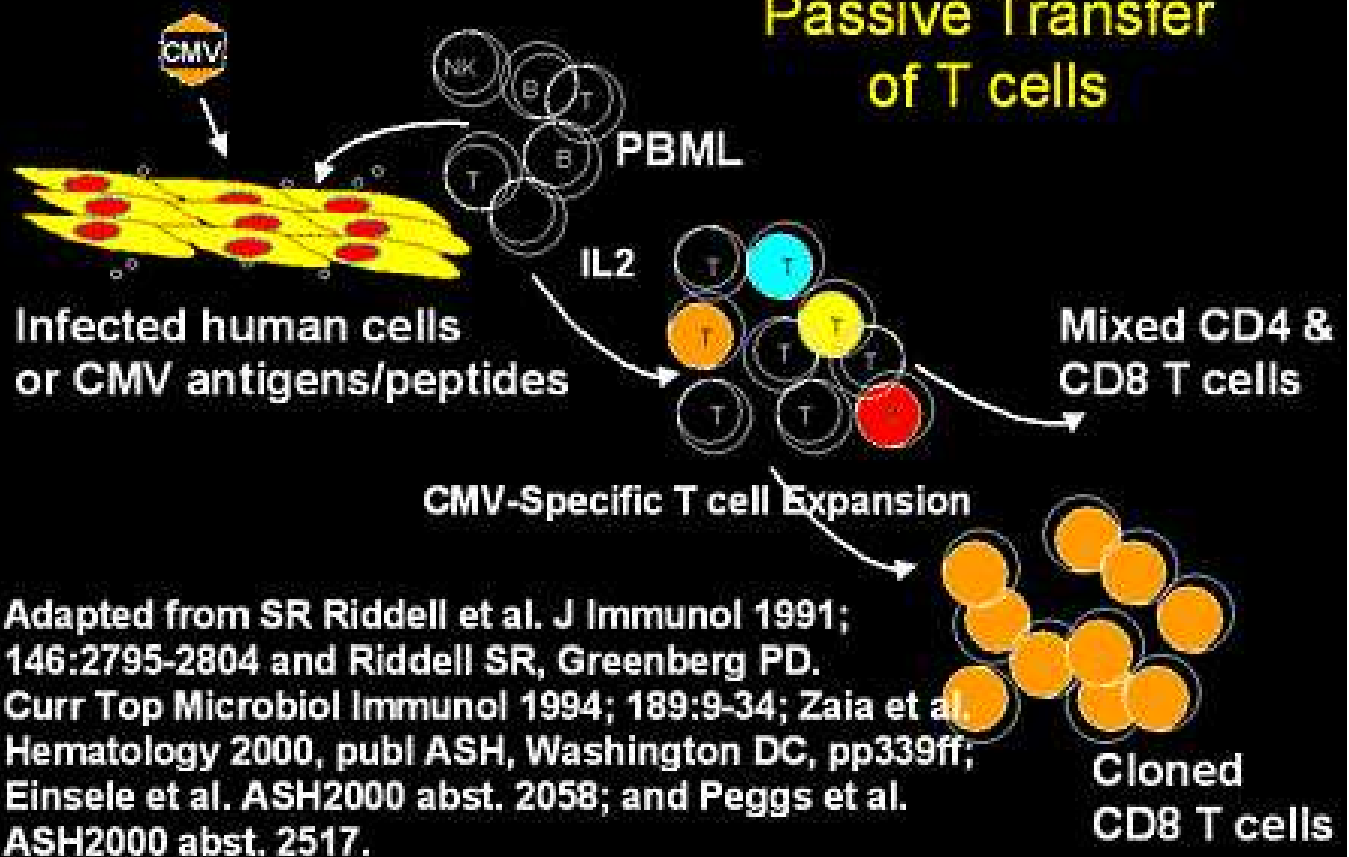 Passive Transfer
of T cells
CMV
NK
B
T
B
T
PBML
IL2
T
T
T
T
T
T
T
T
Infected human cells
or CMV antigens/peptides
Mixed CD4 &
CD8 T cells
CMV-Specific T cell Expansion
Adapted from SR Riddell et al. J Immunol 1991;
146:2795-2804 and Riddell SR, Greenberg PD.
Curr Top Microbiol Immunol 1994; 189:9-34; Zaia et al.
Hematology 2000, publ ASH, Washington DC, pp339ff;
Einsele et al. ASH2000 abst. 2058; and Peggs et al.
ASH2000 abst. 2517.
Cloned
CD8 T cells